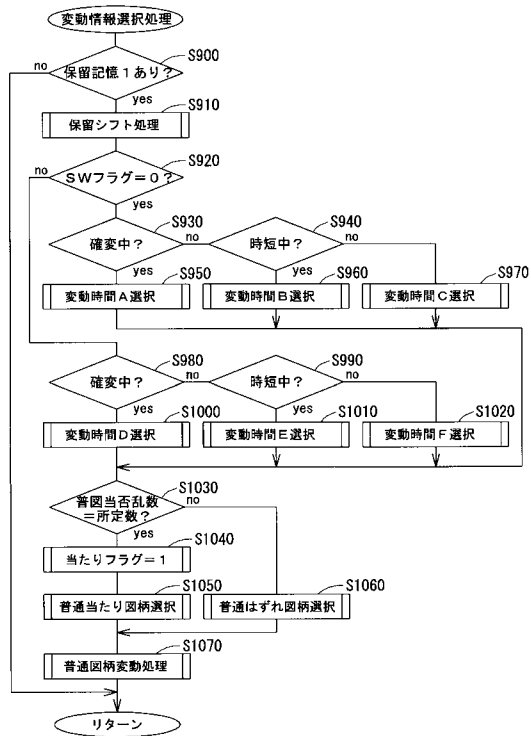 変動情報選択処理
S900
保留記憶1あり?
no
yes
S910
保留シフト処理
S920
SWフラグ=0?
no
yes
S930
確変中?
no
yes
S940
時短中?
no
yes
S950
変動時間A選択
S960
変動時間B選択
S970
変動時間C選択
S980
確変中?
no
yes
S990
時短中?
no
yes
S1000
変動時間D選択
S1010
変動時間E選択
S1020
変動時間F選択
S1030
普図当否乱数
=所定数?
no
yes
S1040
当たりフラグ=1
S1050
普通当たり図柄選択
S1060
普通はずれ図柄選択
S1070
普通図柄変動処理
リターン